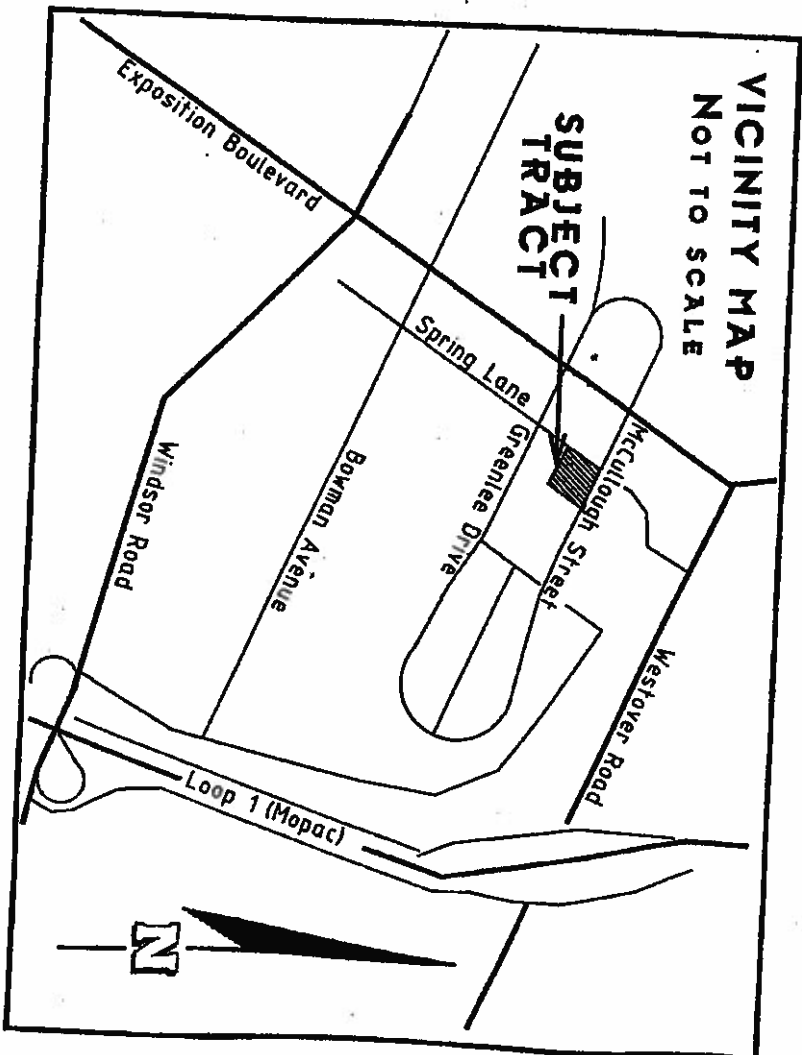 VICINITY MAP
NOT TO SCALE
SUBJECT
TRACT
Exposition Boulevard
Spring Lane
McCullough Street
Greenlee Drive
Bowman Avenue
Windsor Road
Westover Road
Loop 1 (Mopac)
N